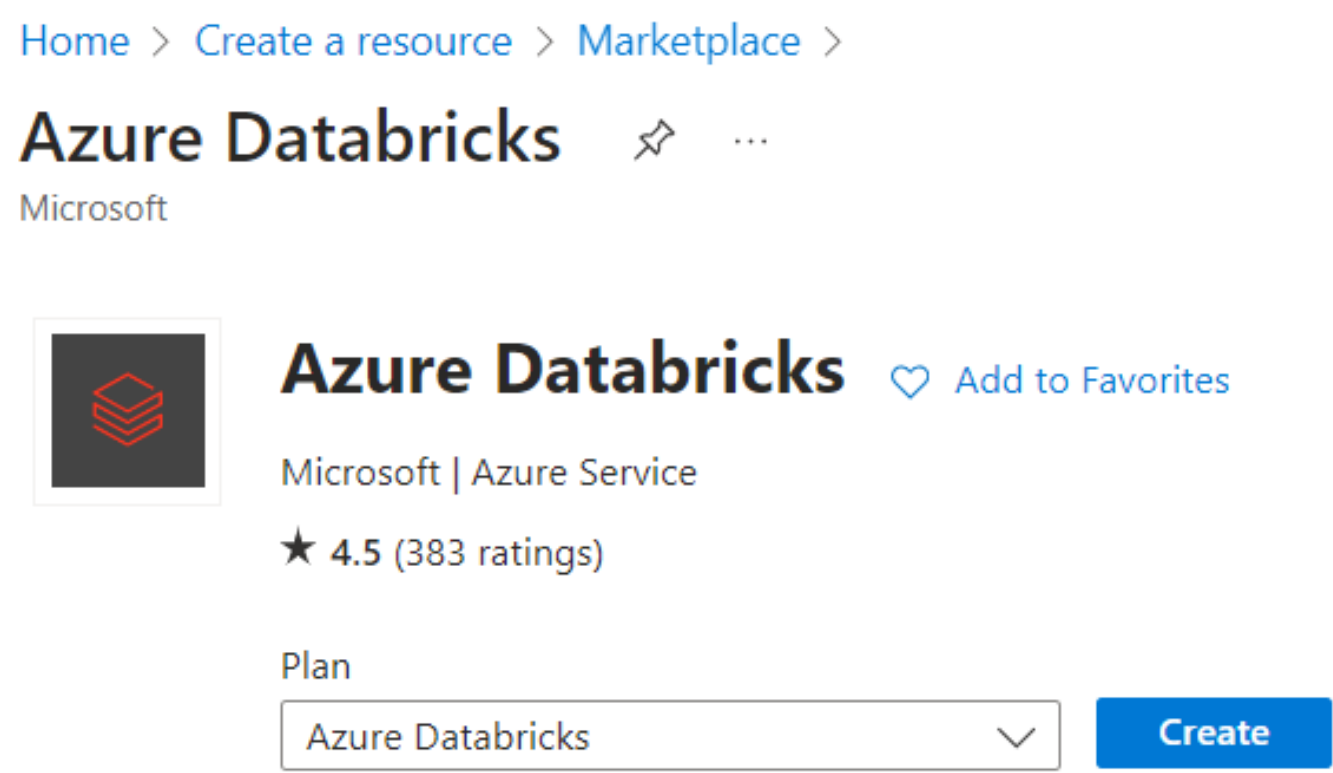 Home > Create a resource > Marketplace >
Azure Databricks ...
Microsoft
Azure Databricks Add to Favorites
Microsoft | Azure Service
★ 4.5 (383 ratings)
Plan
Azure Databricks Create